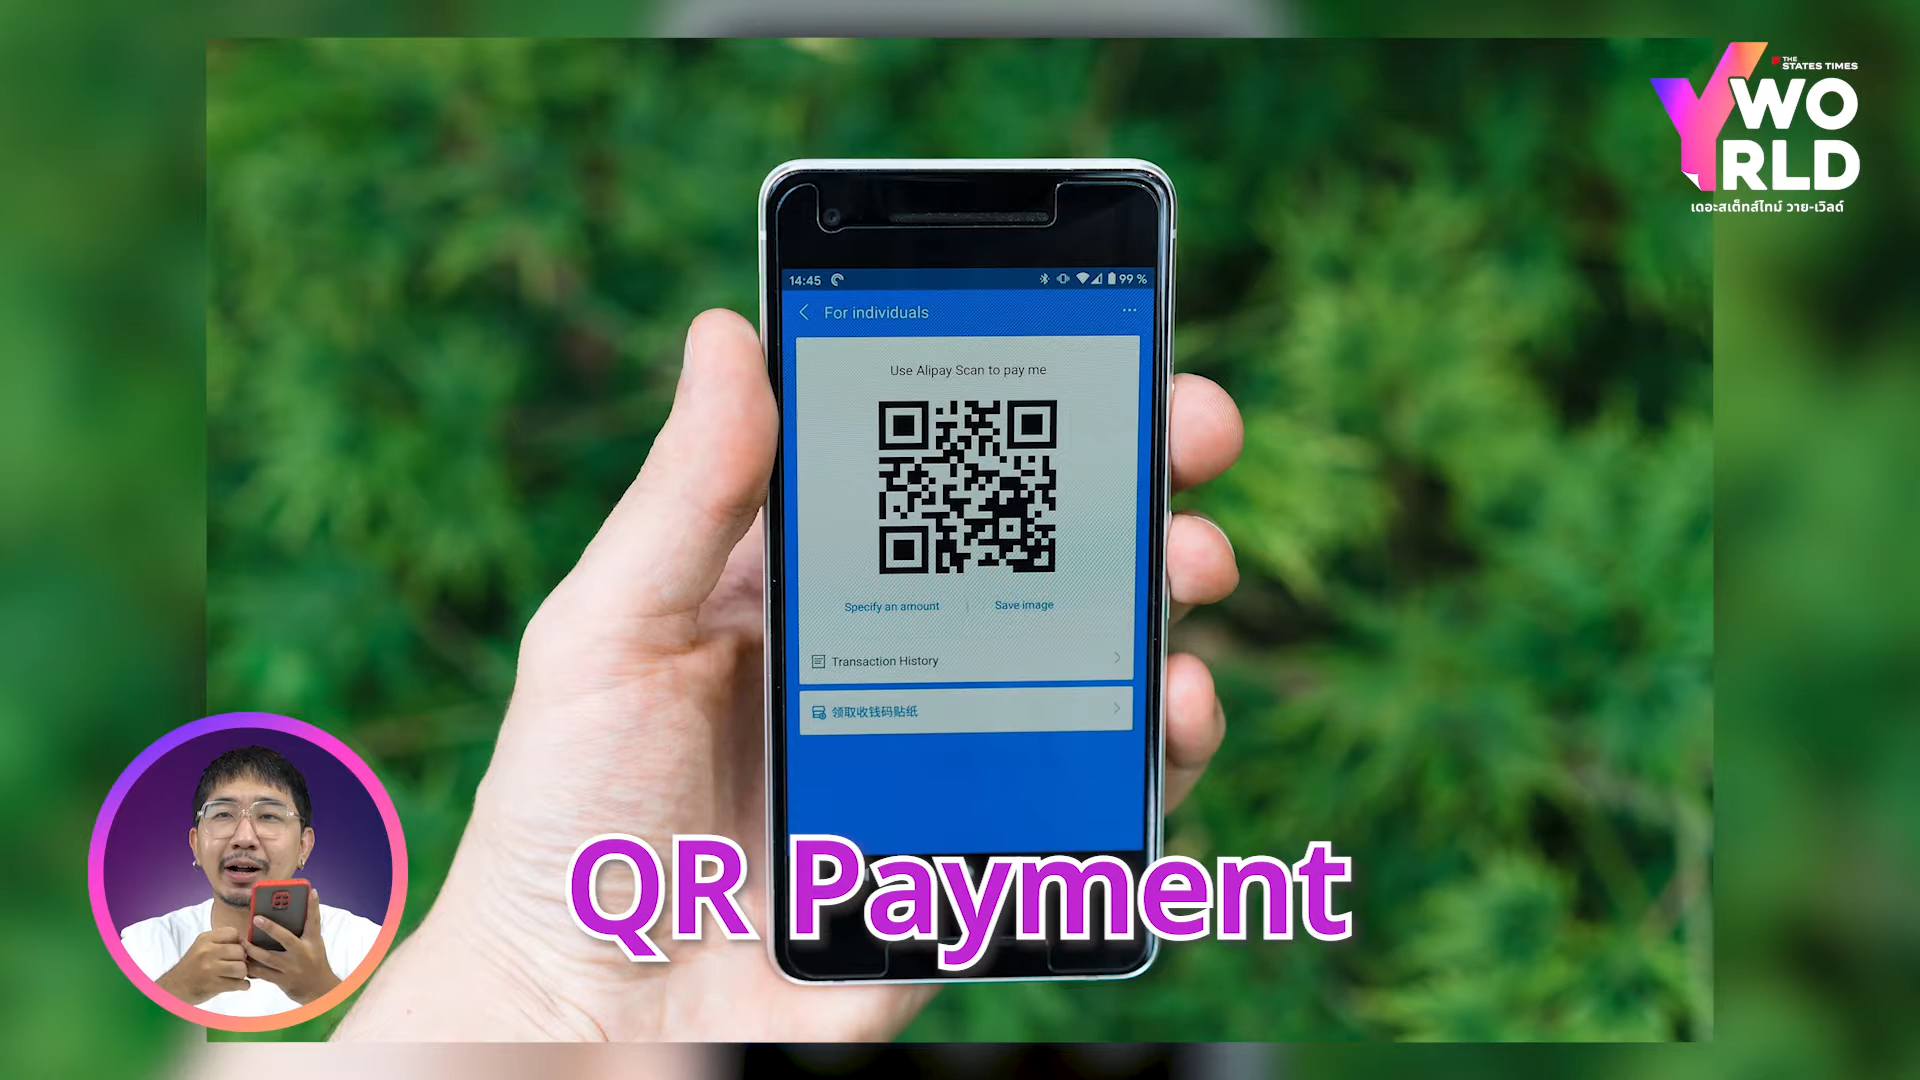 THE
STATES TIMES
YWO
RLD
เดอะสเต็ทส์ไทม์ วาย-เวิลด์
14:45
99 %
For individuals
Use Alipay Scan to pay me
Specify an amount
Save image
Transaction History
领取收钱码贴纸
QR Payment